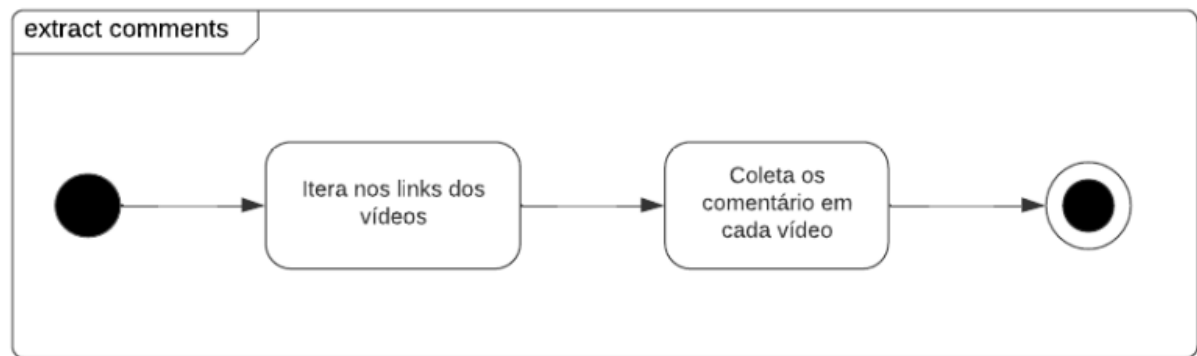 extract comments
Itera nos links dos
vídeos
Coleta os
comentário em
cada vídeo